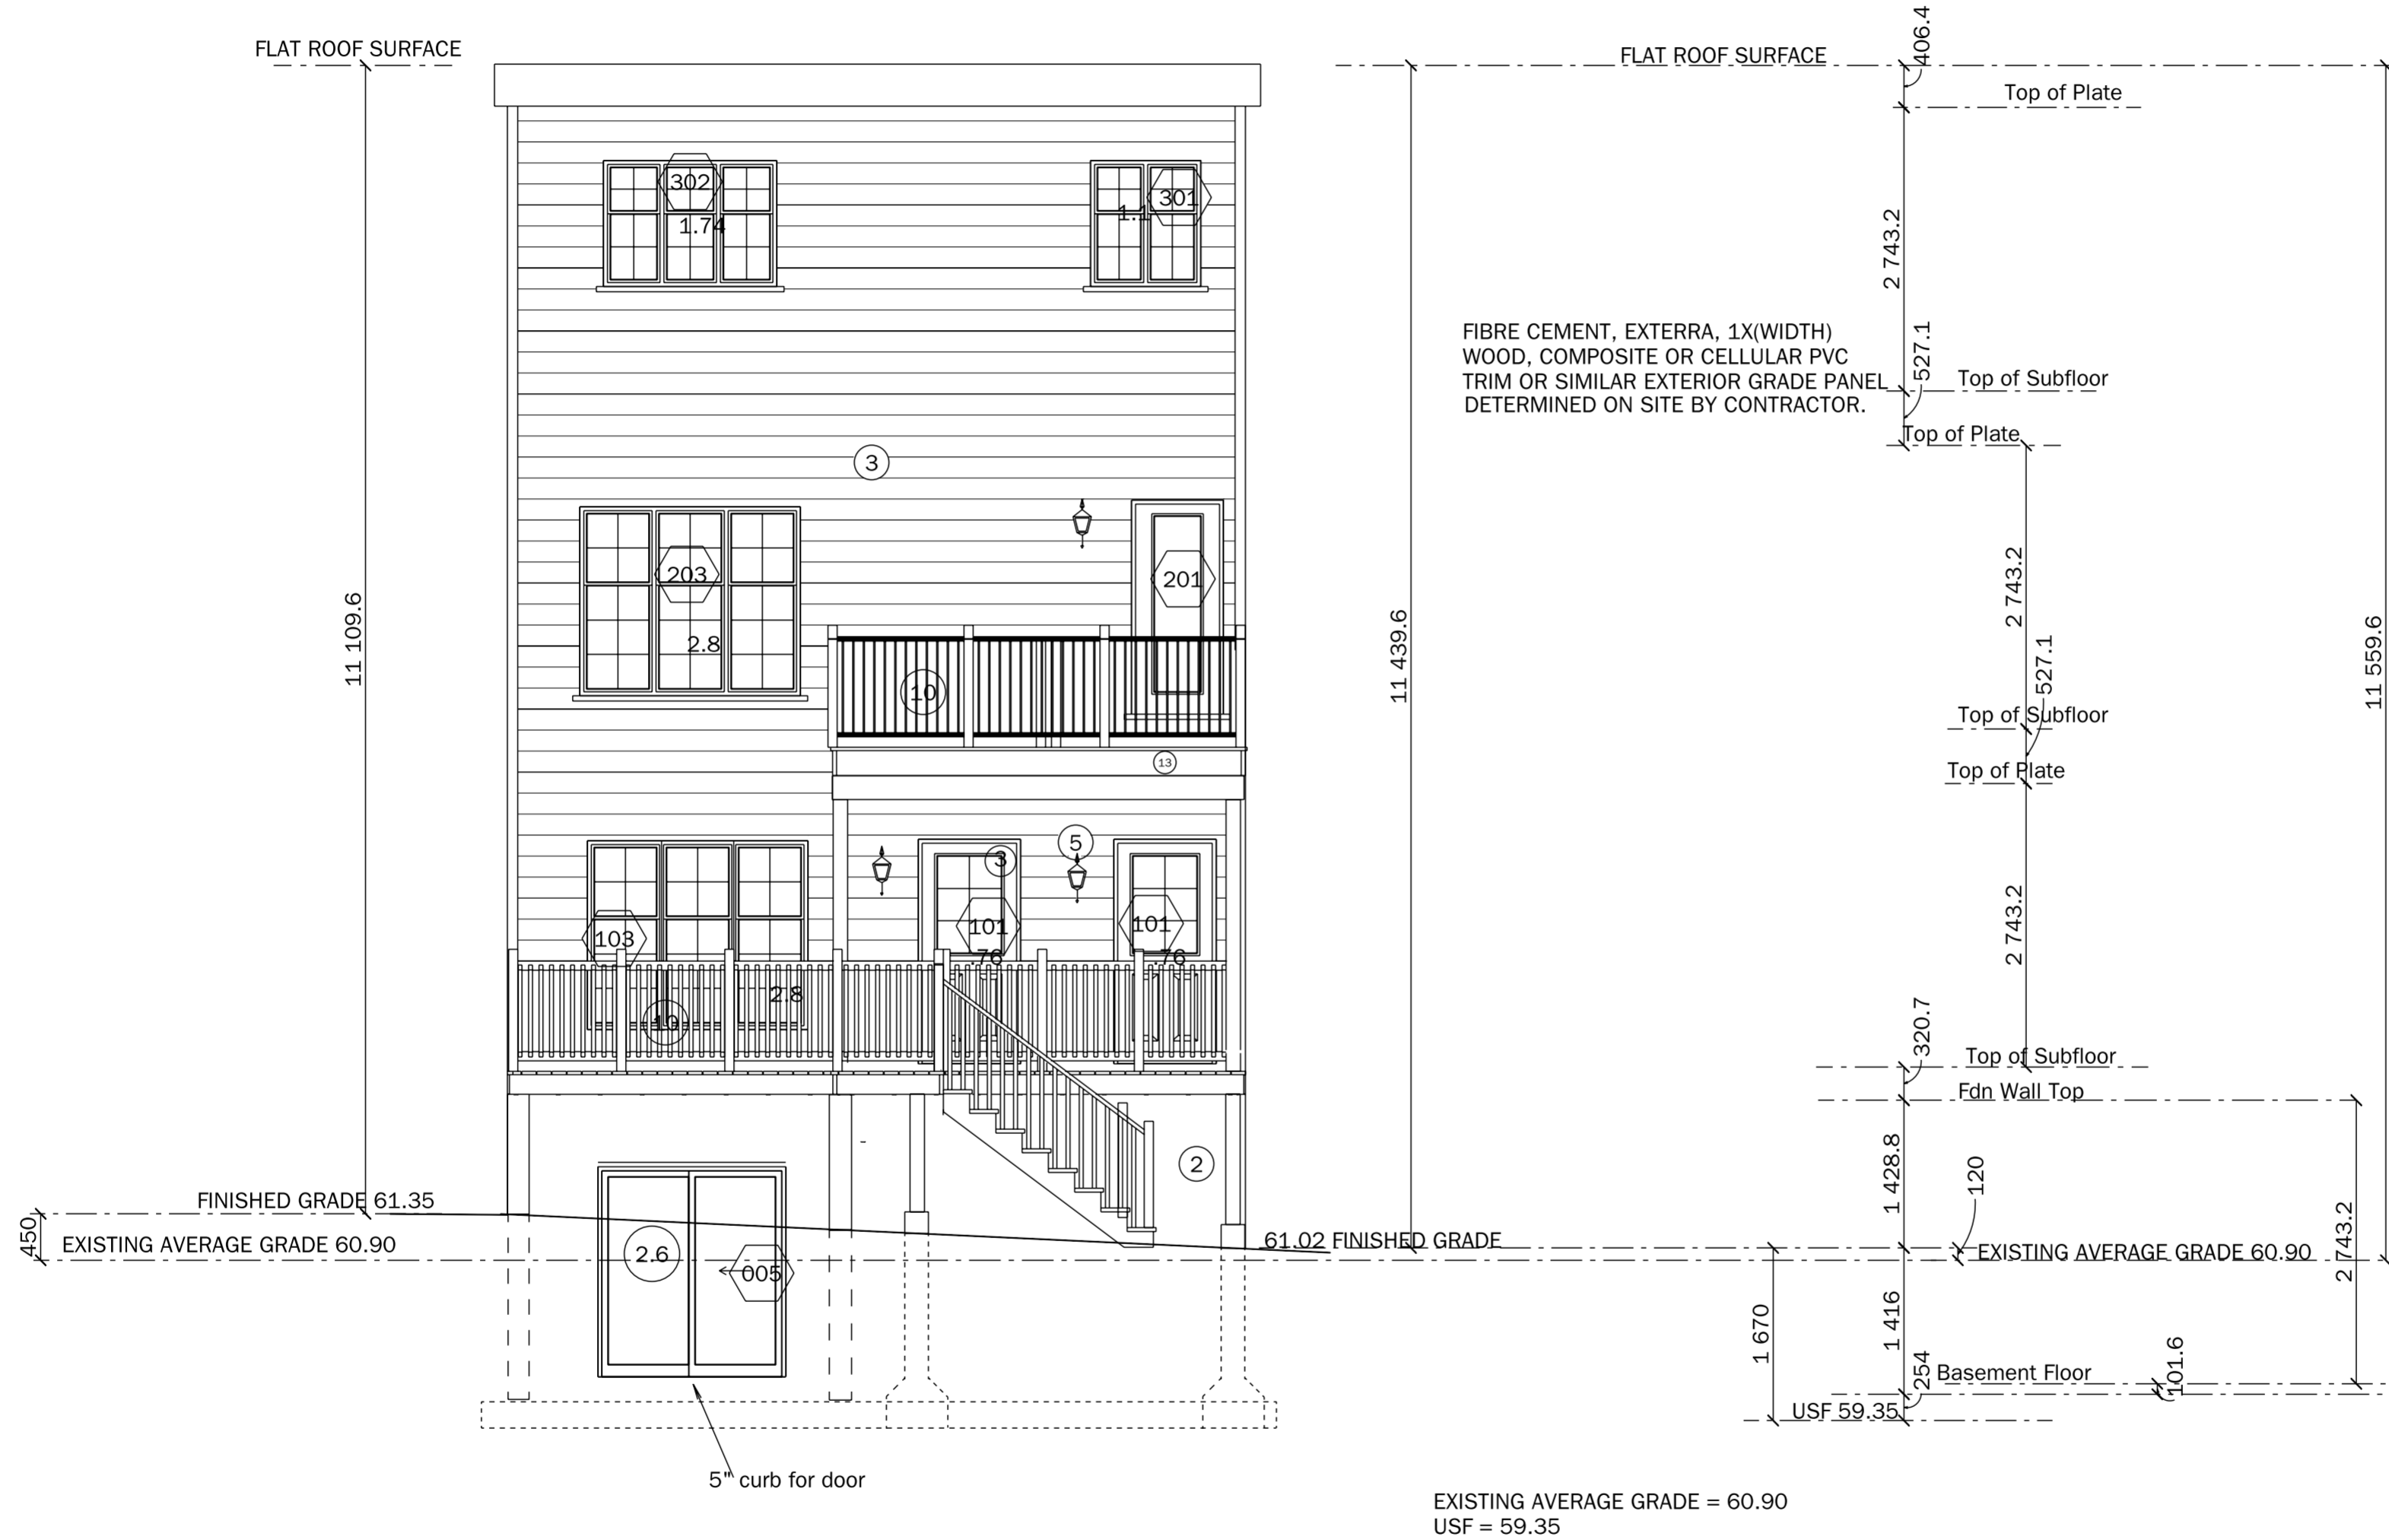 406.4
FLAT ROOF SURFACE
FLAT ROOF SURFACE
Top of Plate
302
301
1.74
1.1
2 743.2
FIBRE CEMENT, EXTERRA, 1X(WIDTH)
WOOD, COMPOSITE OR CELLULAR PVC
TRIM OR SIMILAR EXTERIOR GRADE PANEL
DETERMINED ON SITE BY CONTRACTOR.
527.1
Top of Subfloor
Top of Plate
3
203
201
2.8
10
11 109.6
11 439.6
2 743.2
527.1
11 559.6
Top of Subfloor
13
Top of Plate
5
3
103
101
101
.76
.76
2.8
10
2 743.2
320.7
Top of Subfloor
Fdn Wall Top
2
1 428.8
120
FINISHED GRADE 61.35
450
EXISTING AVERAGE GRADE 60.90
61.02 FINISHED GRADE
EXISTING AVERAGE GRADE 60.90
2 743.2
2.6
005
1 670
1 416
254
Basement Floor
101.6
USF 59.35
5" curb for door
EXISTING AVERAGE GRADE = 60.90
USF = 59.35